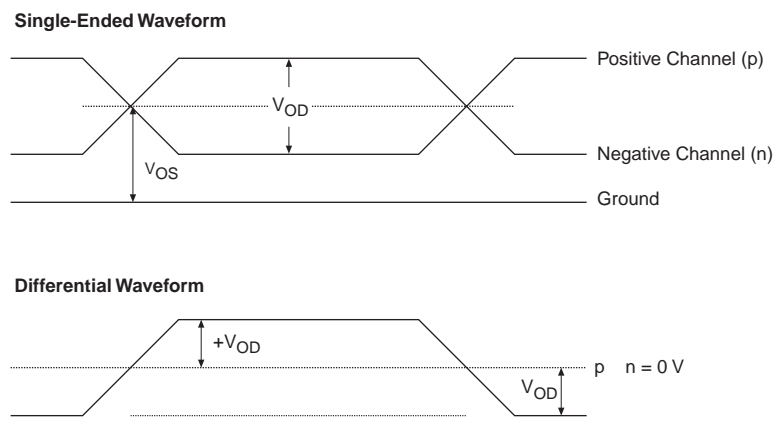 Single-Ended Waveform
Positive Channel (p)
VOD
Negative Channel (n)
VOS
Ground
Differential Waveform
+VOD
p n = 0 V
VOD